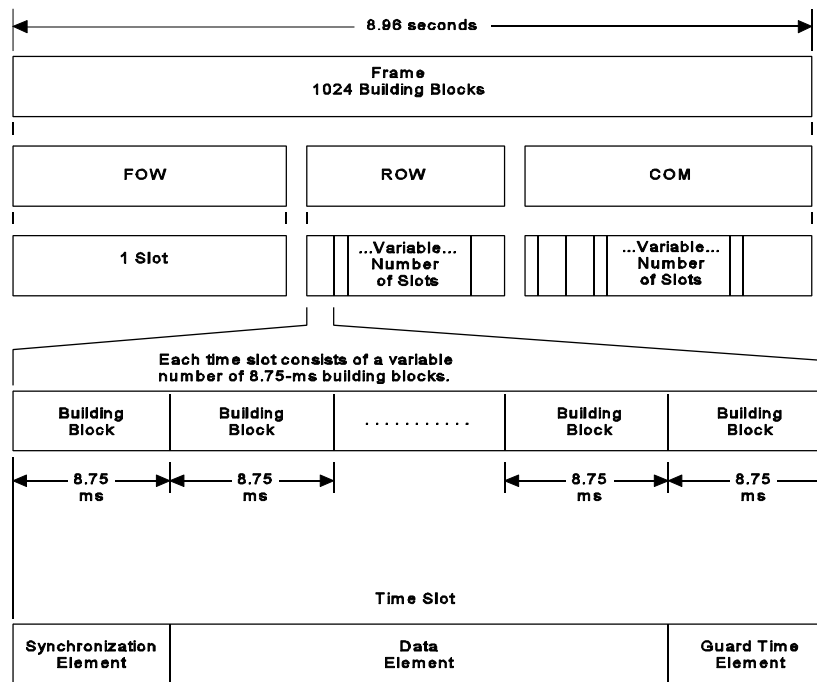 8.96 seconds
Frame
1024 Building Blocks
FOW
ROW
COM
1 Slot
...Variable...
Number
of Slots
...Variable...
Number
of Slots
Each time slot consists of a variable
number of 8.75-ms building blocks.
Building
Block
Building
Block
. . . . . . . . . . .
Building
Block
Building
Block
8.75
ms
8.75
ms
8.75
ms
8.75
ms
Time Slot
Synchronization
Element
Data
Element
Guard Time
Element